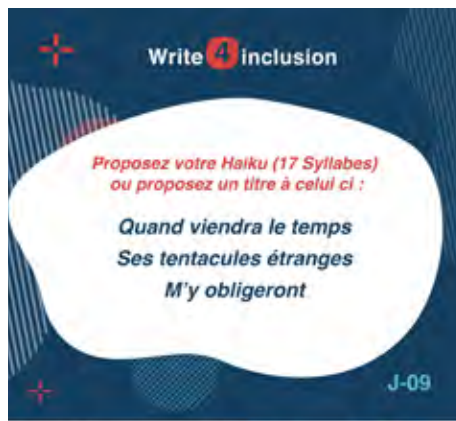 Write 4 inclusion
Proposez votre Haiku (17 Syllabes)
ou proposez un titre à celui ci :
Quand viendra le temps
Ses tentacules étranges
M'y obligeront
J-09